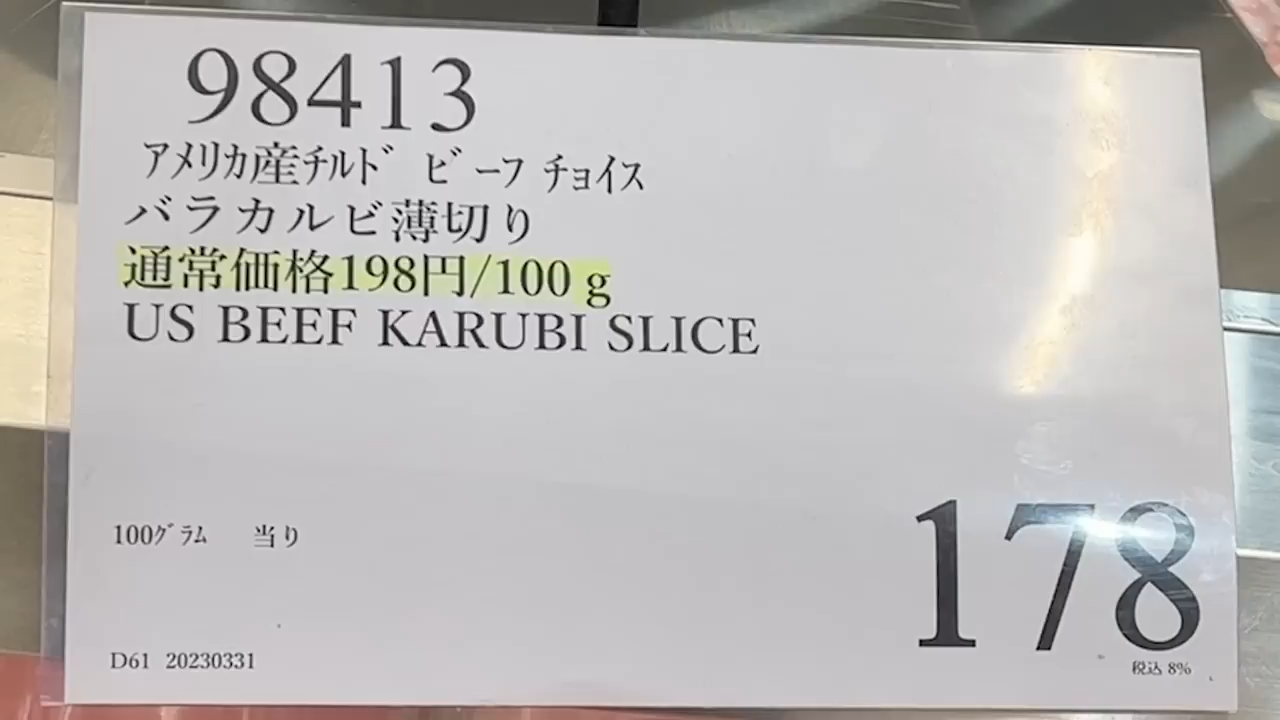 98413
ｱﾒﾘｶ産ﾁﾙﾄﾞ ﾋﾞｰﾌ ﾁｮｲｽ
バラカルビ薄切り
通常価格198円/100 g
US BEEF KARUBI SLICE
100ｸﾞﾗﾑ 当り
178
税込 8%
D61 20230331